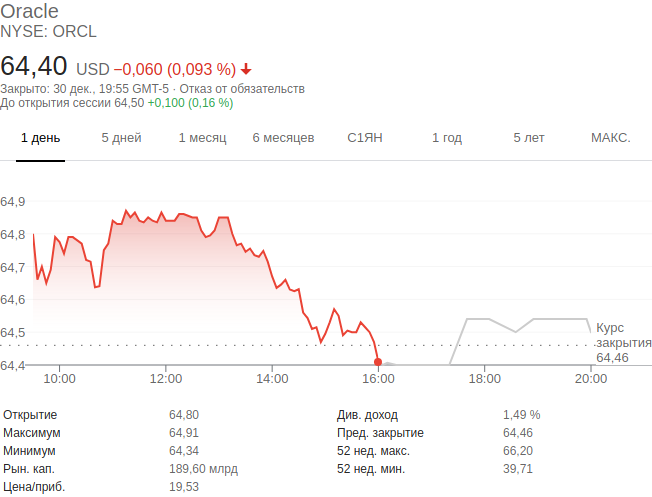 Oracle
NYSE: ORCL
64,40 USD −0,060 (0,093 %)
Закрыто: 30 дек., 19:55 GMT-5 · Отказ от обязательств
До открытия сессии 64,50 +0,100 (0,16 %)
1 день 5 дней 1 месяц 6 месяцев С1ЯН 1 год 5 лет МАКС.
64,9
64,8
64,7
64,6
64,5
Курс
закрытия
64,46
64,4
10:00 12:00 14:00 16:00 18:00 20:00
Открытие 64,80 Див. доход 1,49 %
Максимум 64,91 Пред. закрытие 64,46
Минимум 64,34 52 нед. макс. 66,20
Рын. кап. 189,60 млрд 52 нед. мин. 39,71
Цена/приб. 19,53